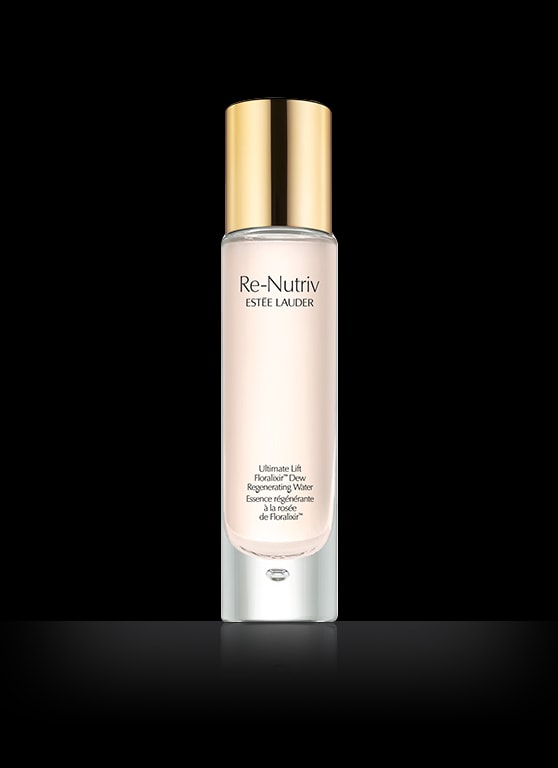 Re-Nutriv
ESTĒE LAUDER
Ultimate Lift
Floralixir™ Dew
Regenerating Water
Essence régénérante
à la rosée
de Floralixir™